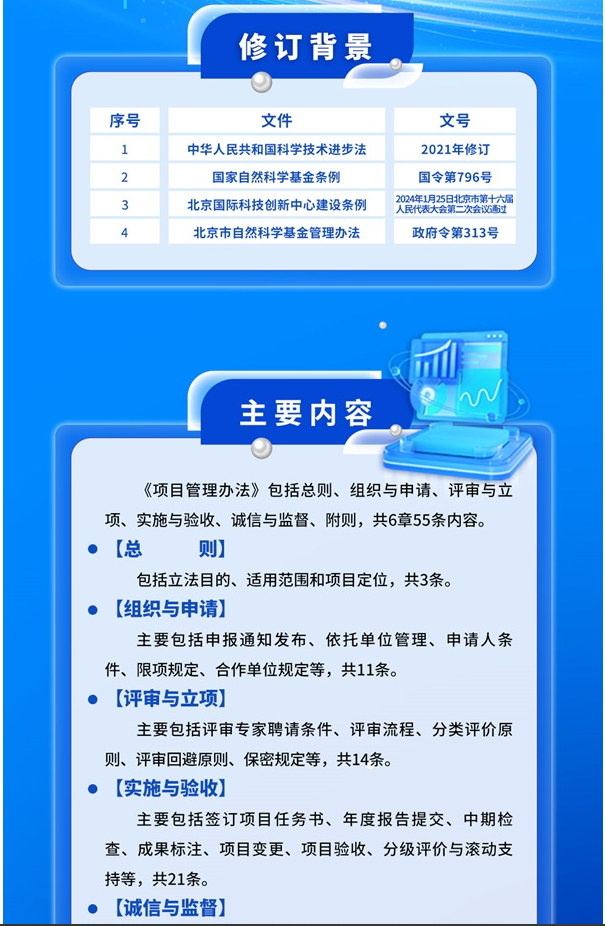 修订背景
序号 文件 文号
1 中华人民共和国科学技术进步法 2021年修订
2 国家自然科学基金条例 国令第796号
3 北京国际科技创新中心建设条例 2024年1月25日北京市第十六届
人民代表大会第二次会议通过
4 北京市自然科学基金管理办法 政府令第313号
主要内容
《项目管理办法》包括总则、组织与申请、评审与立
项、实施与验收、诚信与监督、附则，共6章55条内容。
【总 则】
包括立法目的、适用范围和项目定位，共3条。
【组织与申请】
主要包括申报通知发布、依托单位管理、申请人条
件、限项规定、合作单位规定等，共11条。
【评审与立项】
主要包括评审专家聘请条件、评审流程、分类评价原
则、评审回避原则、保密规定等，共14条。
【实施与验收】
主要包括签订项目任务书、年度报告提交、中期检
查、成果标注、项目变更、项目验收、分级评价与滚动支
持等，共21条。
【诚信与监督】